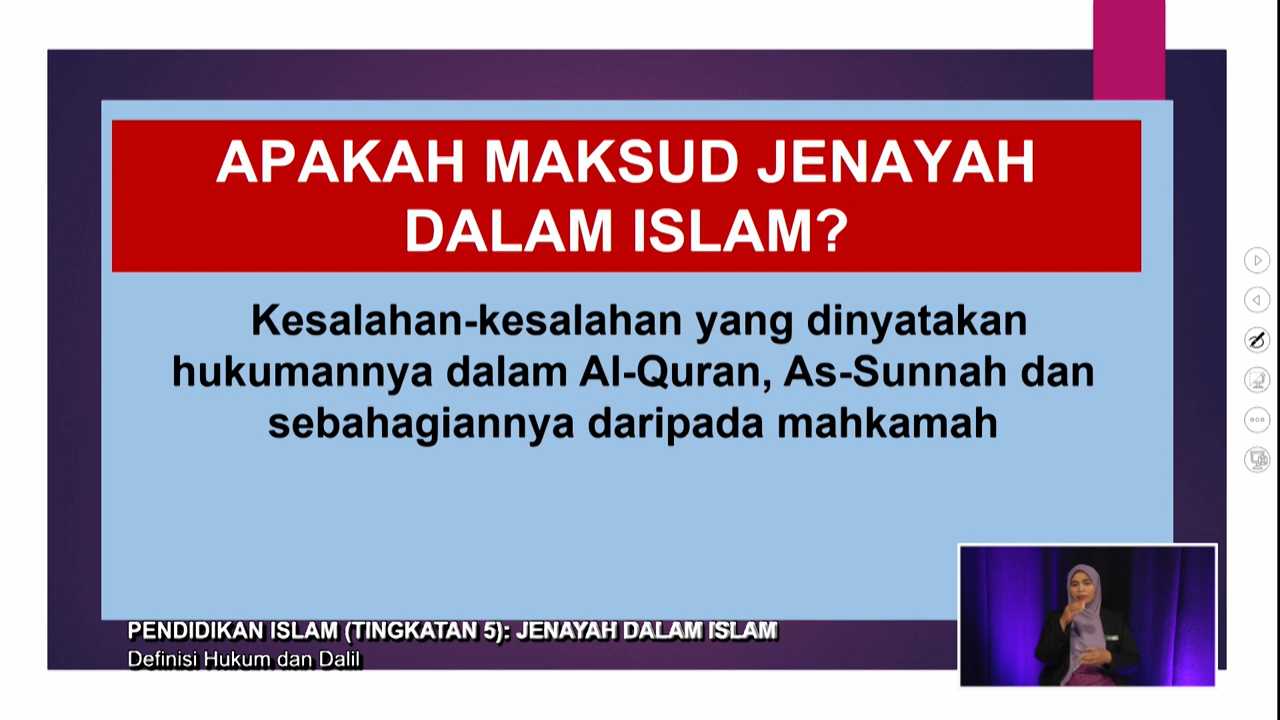 APAKAH MAKSUD JENAYAH
DALAM ISLAM?
Kesalahan-kesalahan yang dinyatakan
hukumannya dalam Al-Quran, As-Sunnah dan
sebahagiannya daripada mahkamah
PENDIDIKAN ISLAM (TINGKATAN 5): JENAYAH DALAM ISLAM
Definisi Hukum dan Dalil